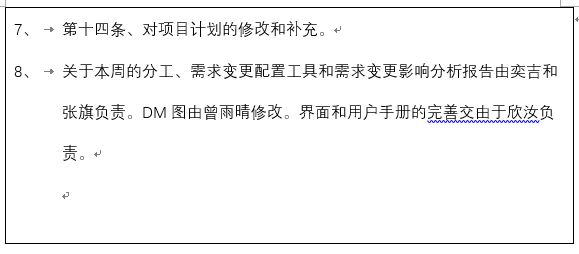 7、 第十四条、对项目计划的修改和补充。
8、 关于本周的分工、需求变更配置工具和需求变更影响分析报告由奕吉和
张旗负责。DM 图由曾雨晴修改。界面和用户手册的完善交由于欣汝负
责。